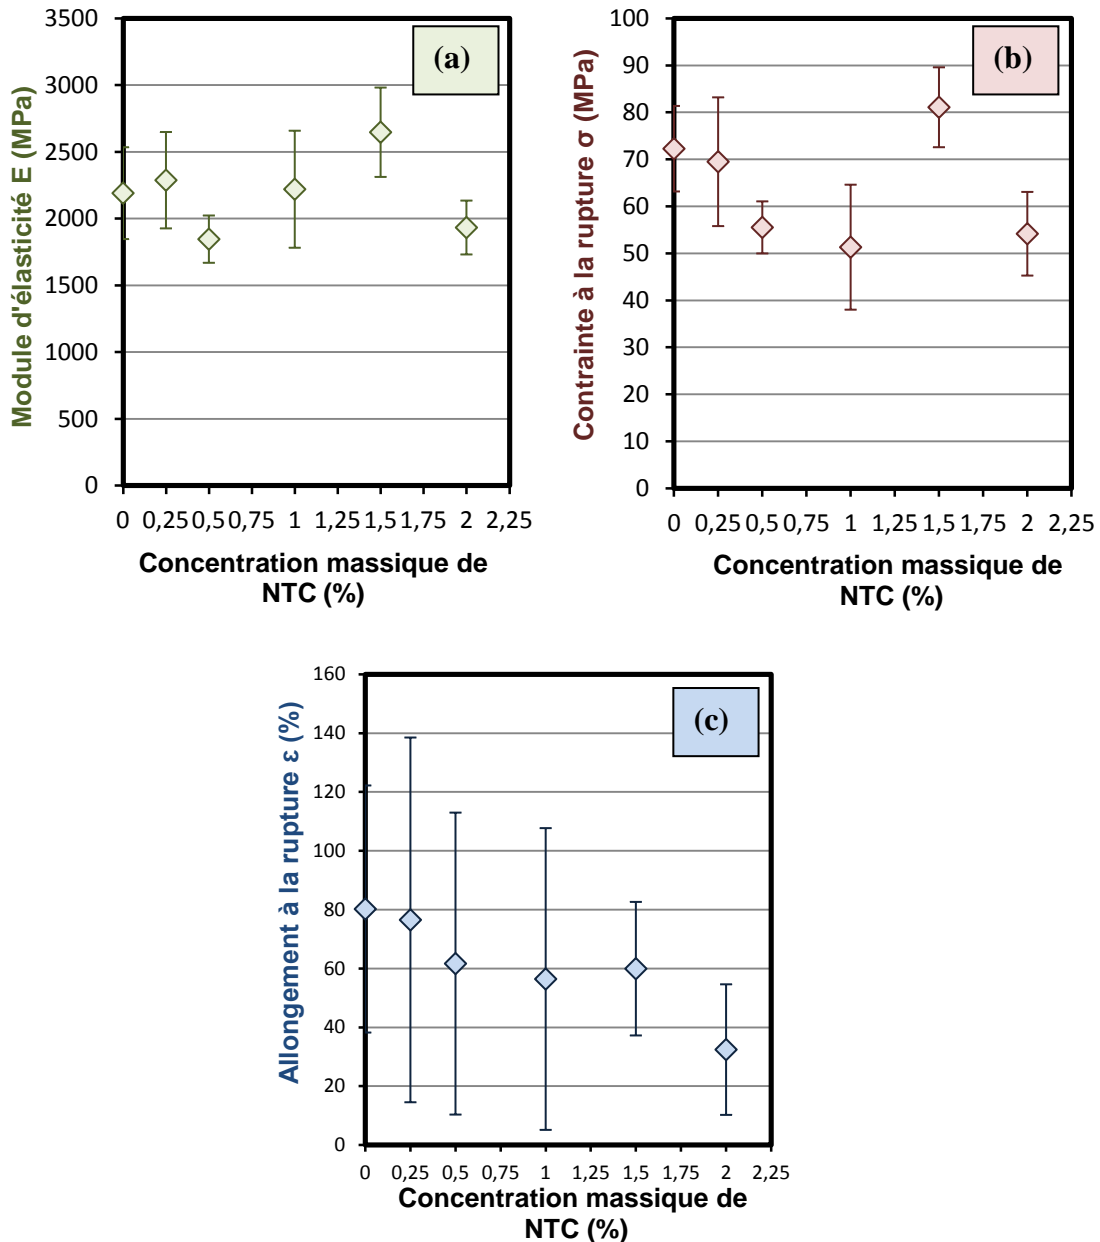 (a)
Module d'élasticité E (MPa)
3500
3000
2500
2000
1500
1000
500
0
0 0,25 0,5 0,75 1 1,25 1,5 1,75 2 2,25
Concentration massique de
NTC (%)
(b)
Contrainte à la rupture σ (MPa)
100
90
80
70
60
50
40
30
20
10
0
0 0,25 0,5 0,75 1 1,25 1,5 1,75 2 2,25
Concentration massique de
NTC (%)
(c)
Allongement à la rupture ε (%)
160
140
120
100
80
60
40
20
0
0 0,25 0,5 0,75 1 1,25 1,5 1,75 2 2,25
Concentration massique de
NTC (%)